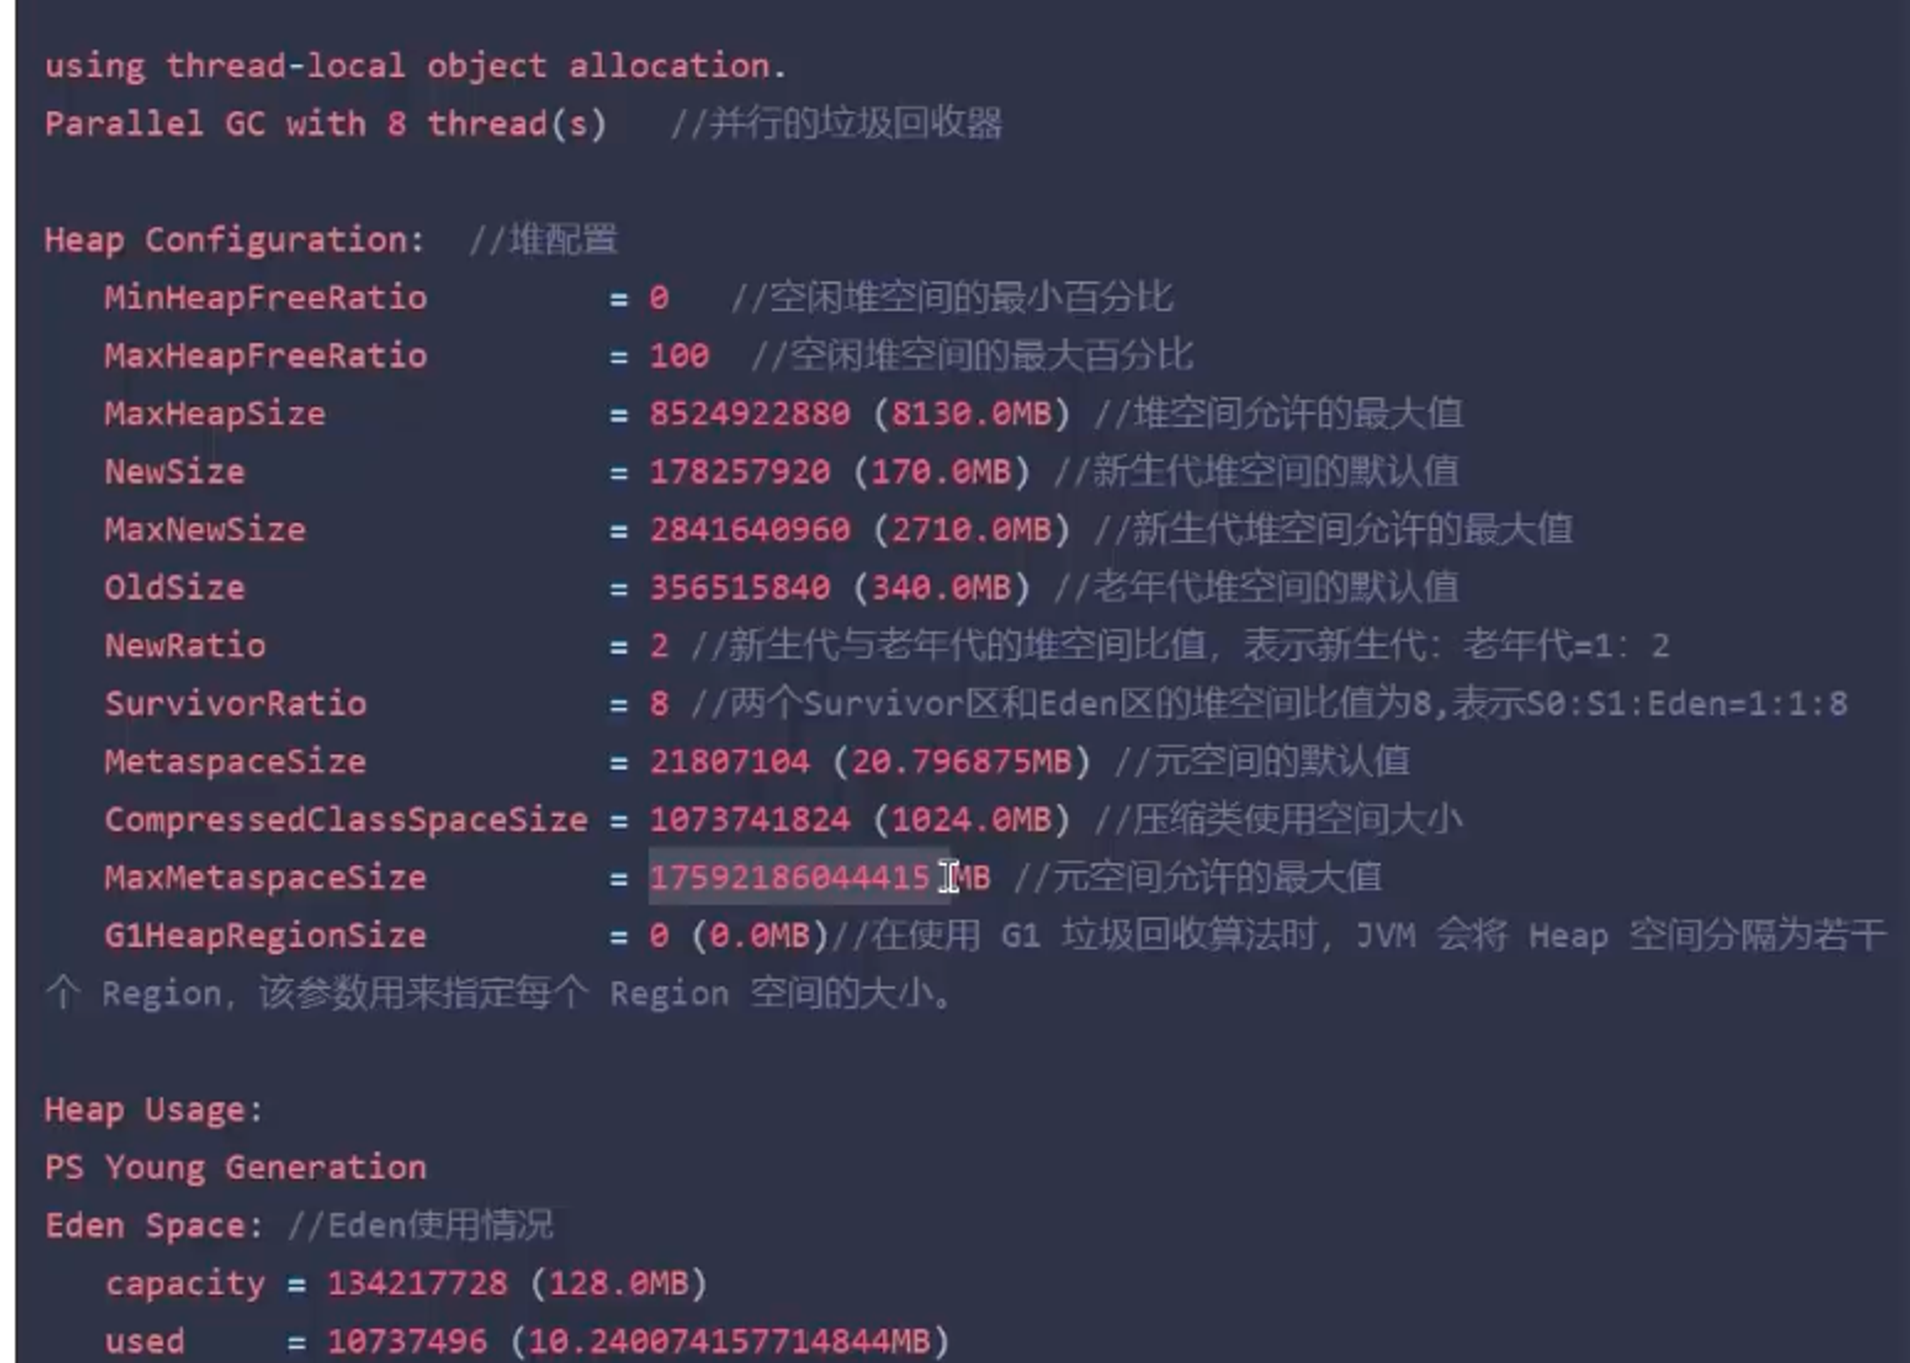 using thread-local object allocation.
Parallel GC with 8 thread(s) //并行的垃圾回收器
Heap Configuration: //堆配置
MinHeapFreeRatio = 0 //空闲堆空间的最小百分比
MaxHeapFreeRatio = 100 //空闲堆空间的最大百分比
MaxHeapSize = 8524922880 (8130.0MB) //堆空间允许的最大值
NewSize = 178257920 (170.0MB) //新生代堆空间的默认值
MaxNewSize = 2841640960 (2710.0MB) //新生代堆空间允许的最大值
OldSize = 356515840 (340.0MB) //老年代堆空间的默认值
NewRatio = 2 //新生代与老年代的堆空间比值，表示新生代：老年代=1：2
SurvivorRatio = 8 //两个Survivor区和Eden区的堆空间比值为8,表示S0:S1:Eden=1:1:8
MetaspaceSize = 21807104 (20.796875MB) //元空间的默认值
CompressedClassSpaceSize = 1073741824 (1024.0MB) //压缩类使用空间大小
MaxMetaspaceSize = 17592186044415 MB //元空间允许的最大值
G1HeapRegionSize = 0 (0.0MB)//在使用 G1 垃圾回收算法时，JVM 会将 Heap 空间分隔为若干
个 Region，该参数用来指定每个 Region 空间的大小。
Heap Usage:
PS Young Generation
Eden Space: //Eden使用情况
capacity = 134217728 (128.0MB)
used = 10737496 (10.240074157714844MB)